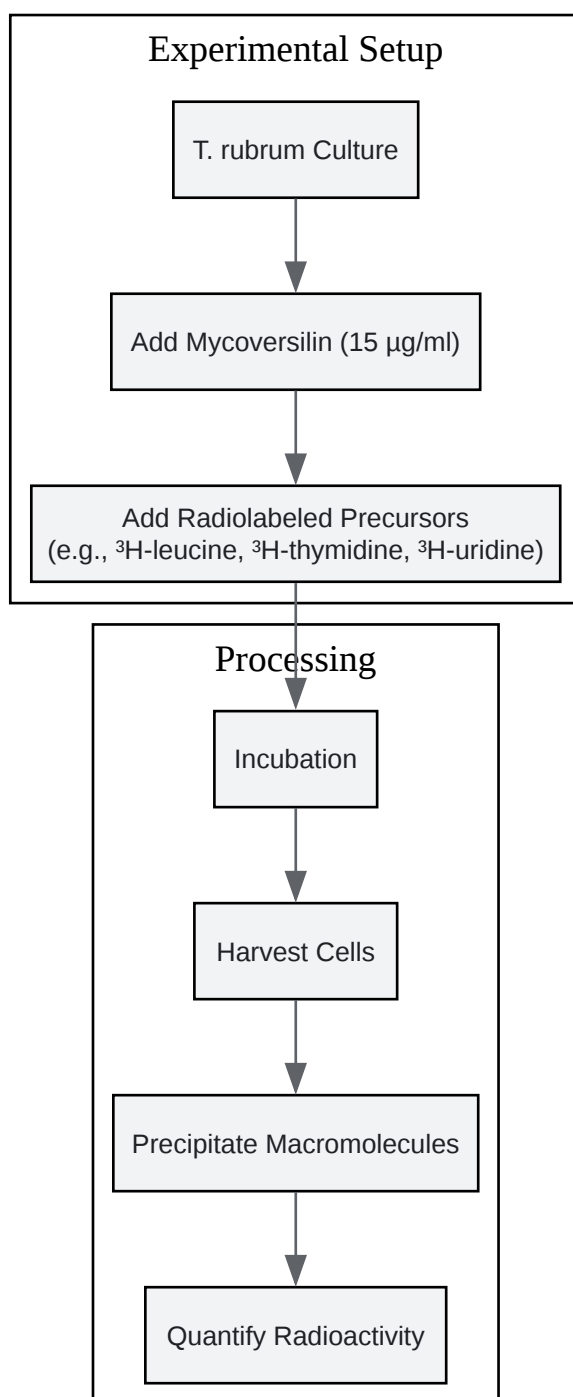 Experimental Setup
T. rubrum Culture
Add Mycoversilin (15 µg/ml)
Add Radiolabeled Precursors
(e.g., ³H-leucine, ³H-thymidine, ³H-uridine)
Processing
Incubation
Harvest Cells
Precipitate Macromolecules
Quantify Radioactivity